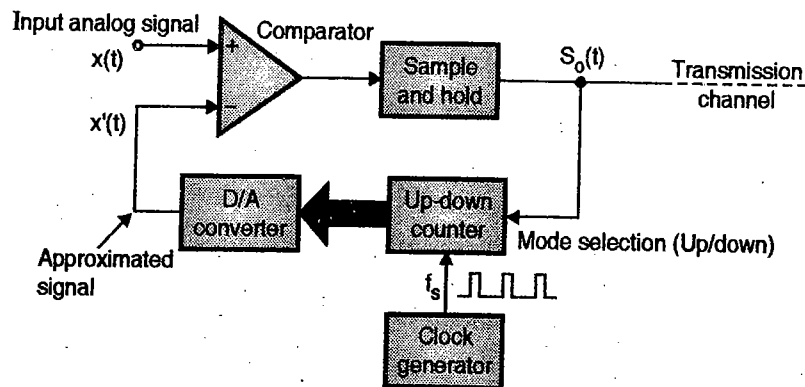 Input analog signal
x(t)
+
Comparator
Sample
and hold
S₀(t)
Transmission
channel
−
x'(t)
D/A
converter
Up-down
counter
Mode selection (Up/down)
Approximated
signal
fₛ
Clock
generator